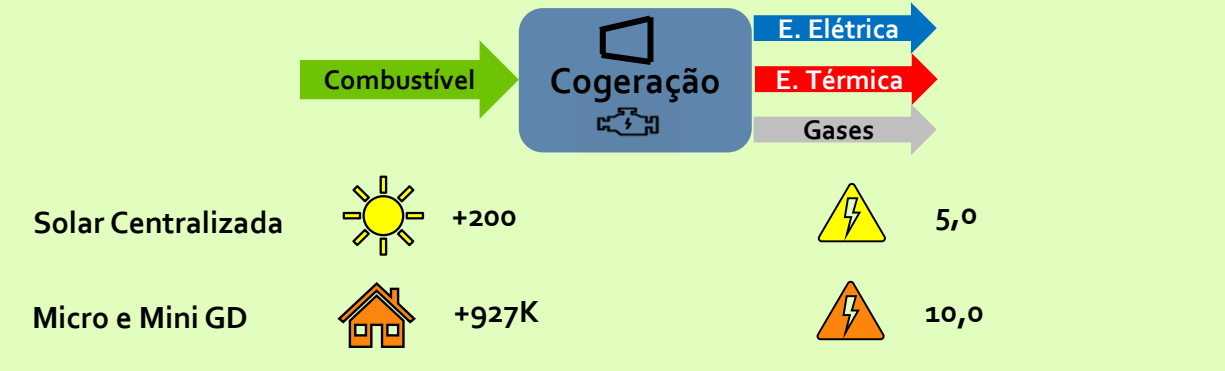 E. Elétrica
Combustível
Cogeração
E. Térmica
Gases
Solar Centralizada +200 5,0
Micro e Mini GD +927K 10,0